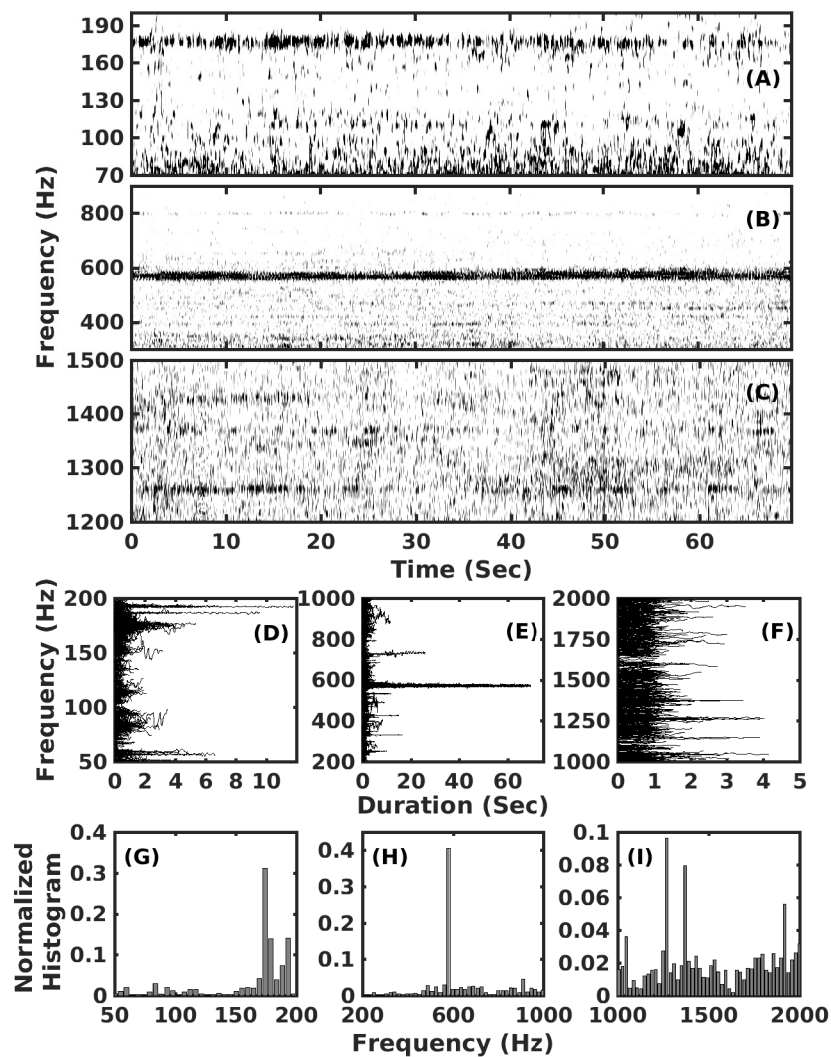 190
160
130
100
70
(A)
800
600
400
(B)
Frequency (Hz)
1500
1400
1300
1200
(C)
0 10 20 30 40 50 60
Time (Sec)
200
150
100
50
(D)
0 2 4 6 8 10
Frequency (Hz)
1000
800
600
400
200
(E)
0 20 40 60
2000
1750
1500
1250
1000
(F)
0 1 2 3 4 5
Duration (Sec)
0.4
0.3
0.2
0.1
0
(G)
50 100 150 200
Normalized
Histogram
0.4
0.3
0.2
0.1
0
(H)
200 600 1000
0.1
0.08
0.06
0.04
0.02
0
(I)
1000 1500 2000
Frequency (Hz)